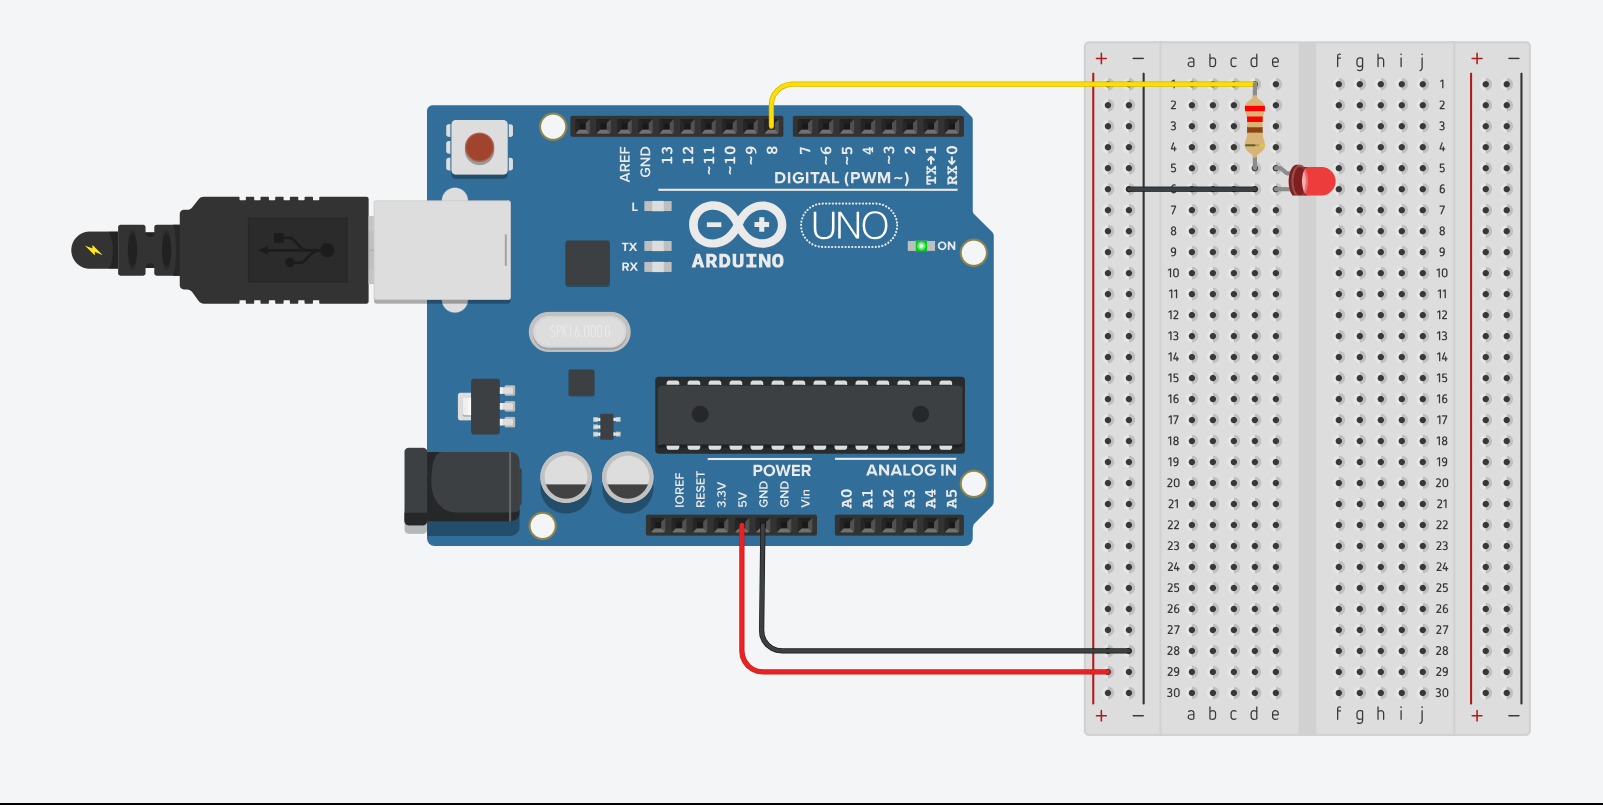 + − a b c d e f g h i j + −
1 1
2 2
3 3
4 4
5 5
6 6
7 7
8 8
9 9
10 10
11 11
12 12
13 13
14 14
15 15
16 16
17 17
18 18
19 19
20 20
21 21
22 22
23 23
24 24
25 25
26 26
27 27
28 28
29 29
30 30
+ − a b c d e f g h i j + −
AREF
GND
13
12
~11
~10
~9
8
7
~6
~5
4
~3
2
TX→1
RX←0
DIGITAL (PWM~)
L
TX
RX
UNO
ON
ARDUINO
SPK16.000G
POWER
ANALOG IN
IOREF
RESET
3.3V
5V
GND
GND
Vin
A0
A1
A2
A3
A4
A5